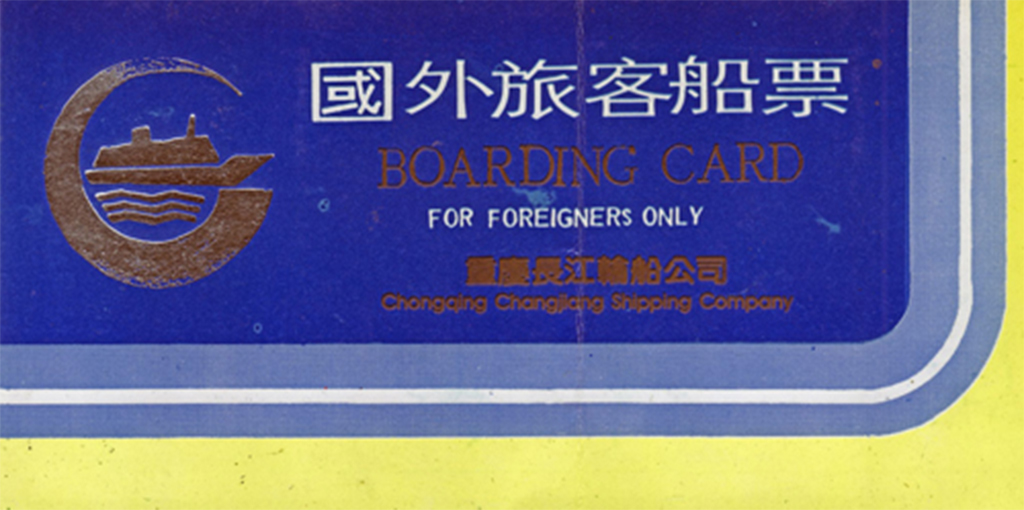 國外旅客船票
BOARDING CARD
FOR FOREIGNERS ONLY
重慶長江輪船公司
Chongqing Changjiang Shipping Company